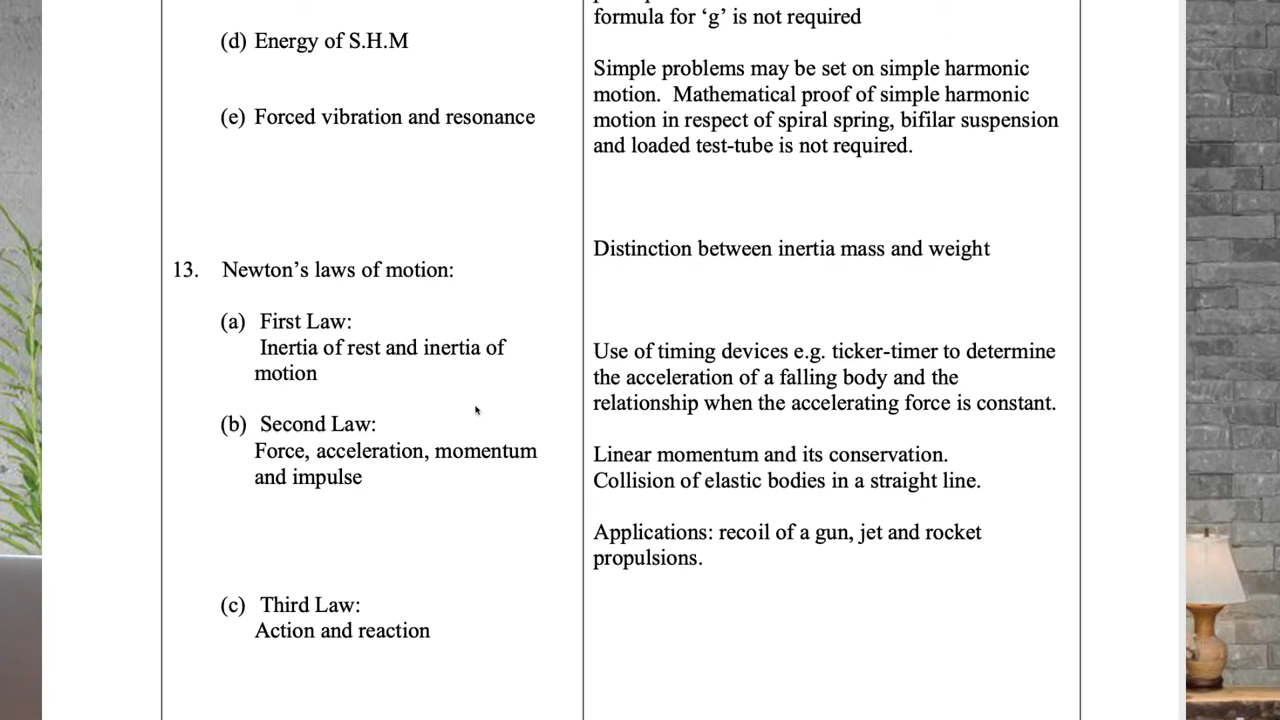 (d) Energy of S.H.M
(e) Forced vibration and resonance
13. Newton’s laws of motion:
(a) First Law:
Inertia of rest and inertia of
motion
(b) Second Law:
Force, acceleration, momentum
and impulse
(c) Third Law:
Action and reaction
formula for ‘g’ is not required
Simple problems may be set on simple harmonic
motion. Mathematical proof of simple harmonic
motion in respect of spiral spring, bifilar suspension
and loaded test-tube is not required.
Distinction between inertia mass and weight
Use of timing devices e.g. ticker-timer to determine
the acceleration of a falling body and the
relationship when the accelerating force is constant.
Linear momentum and its conservation.
Collision of elastic bodies in a straight line.
Applications: recoil of a gun, jet and rocket
propulsions.